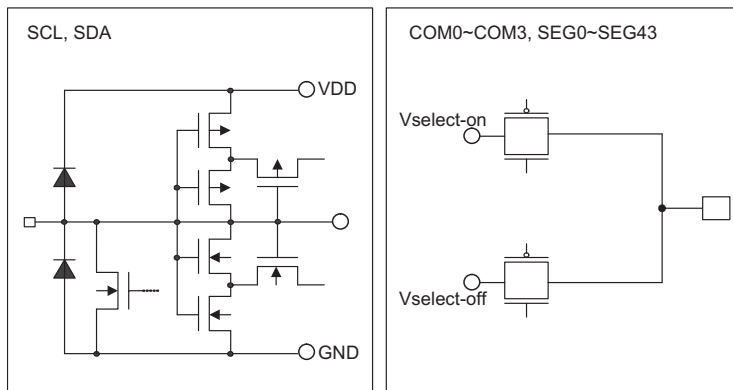 SCL, SDA
VDD
GND
COM0~COM3, SEG0~SEG43
Vselect-on
Vselect-off